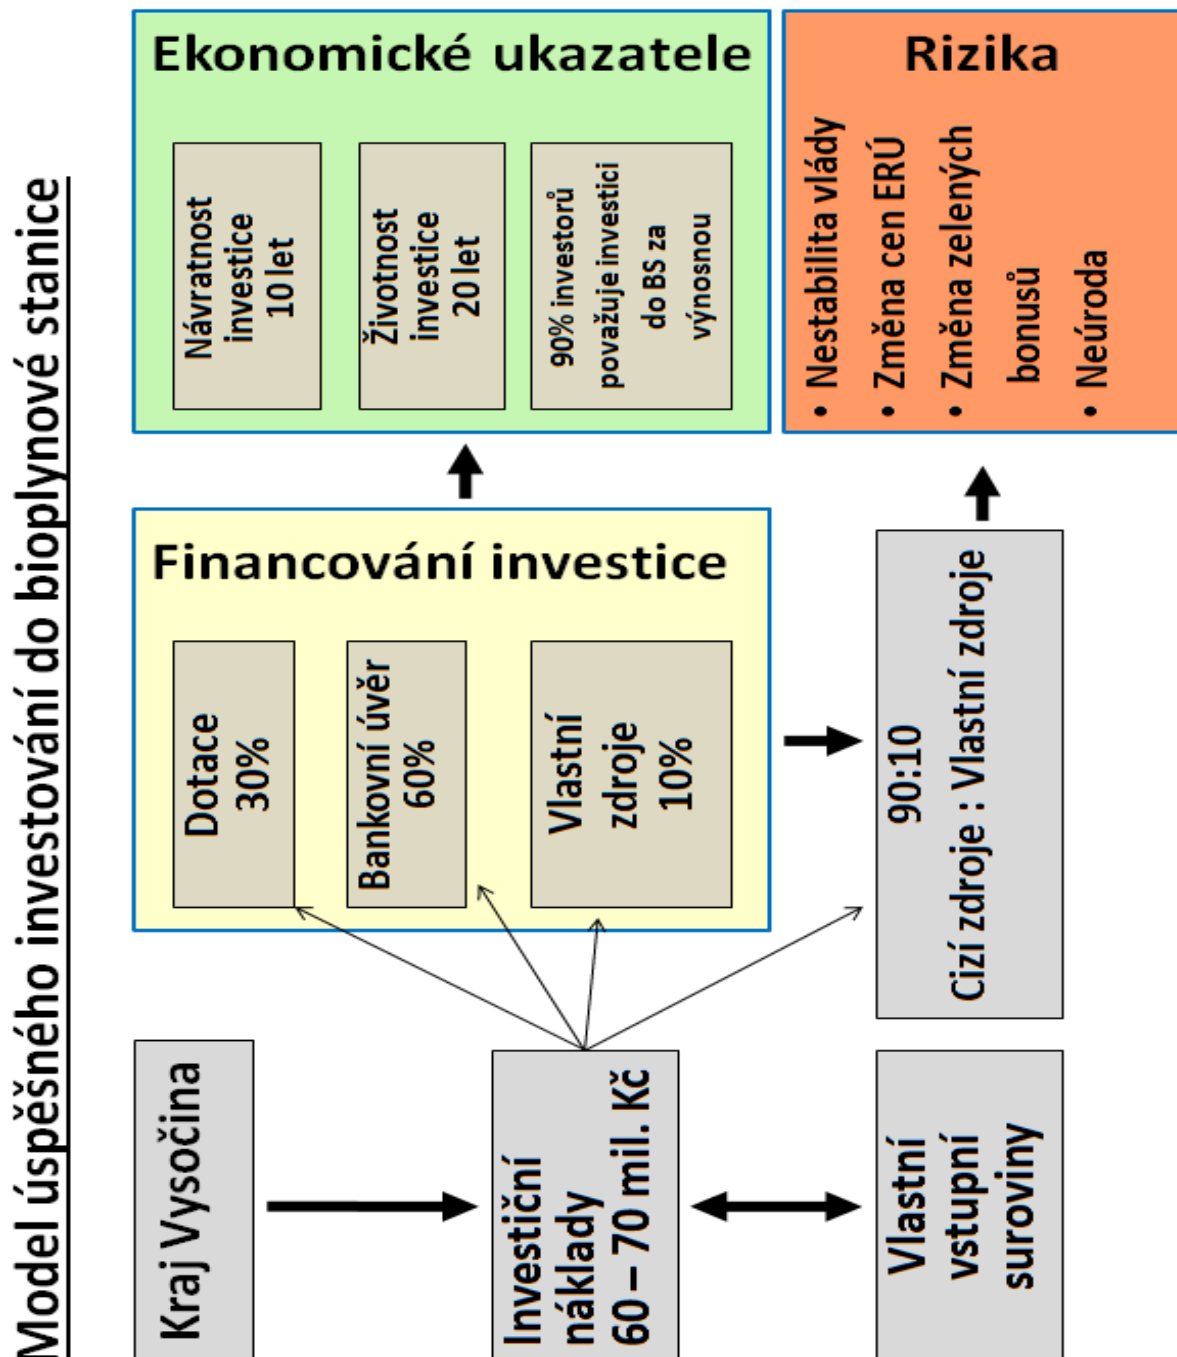 Model úspěšného investování do bioplynové stanice
Kraj Vysočina
Investiční
náklady
60 – 70 mil. Kč
Vlastní
vstupní
suroviny
Financování investice
Dotace
30%
Bankovní úvěr
60%
Vlastní
zdroje
10%
90:10
Cizí zdroje : Vlastní zdroje
Ekonomické ukazatele
Návratnost
investice
10 let
Životnost
investice
20 let
90% investorů
považuje investici
do BS za
výnosnou
Rizika
• Nestabilita vlády
• Změna cen ERÚ
• Změna zelených
bonusů
• Neúroda